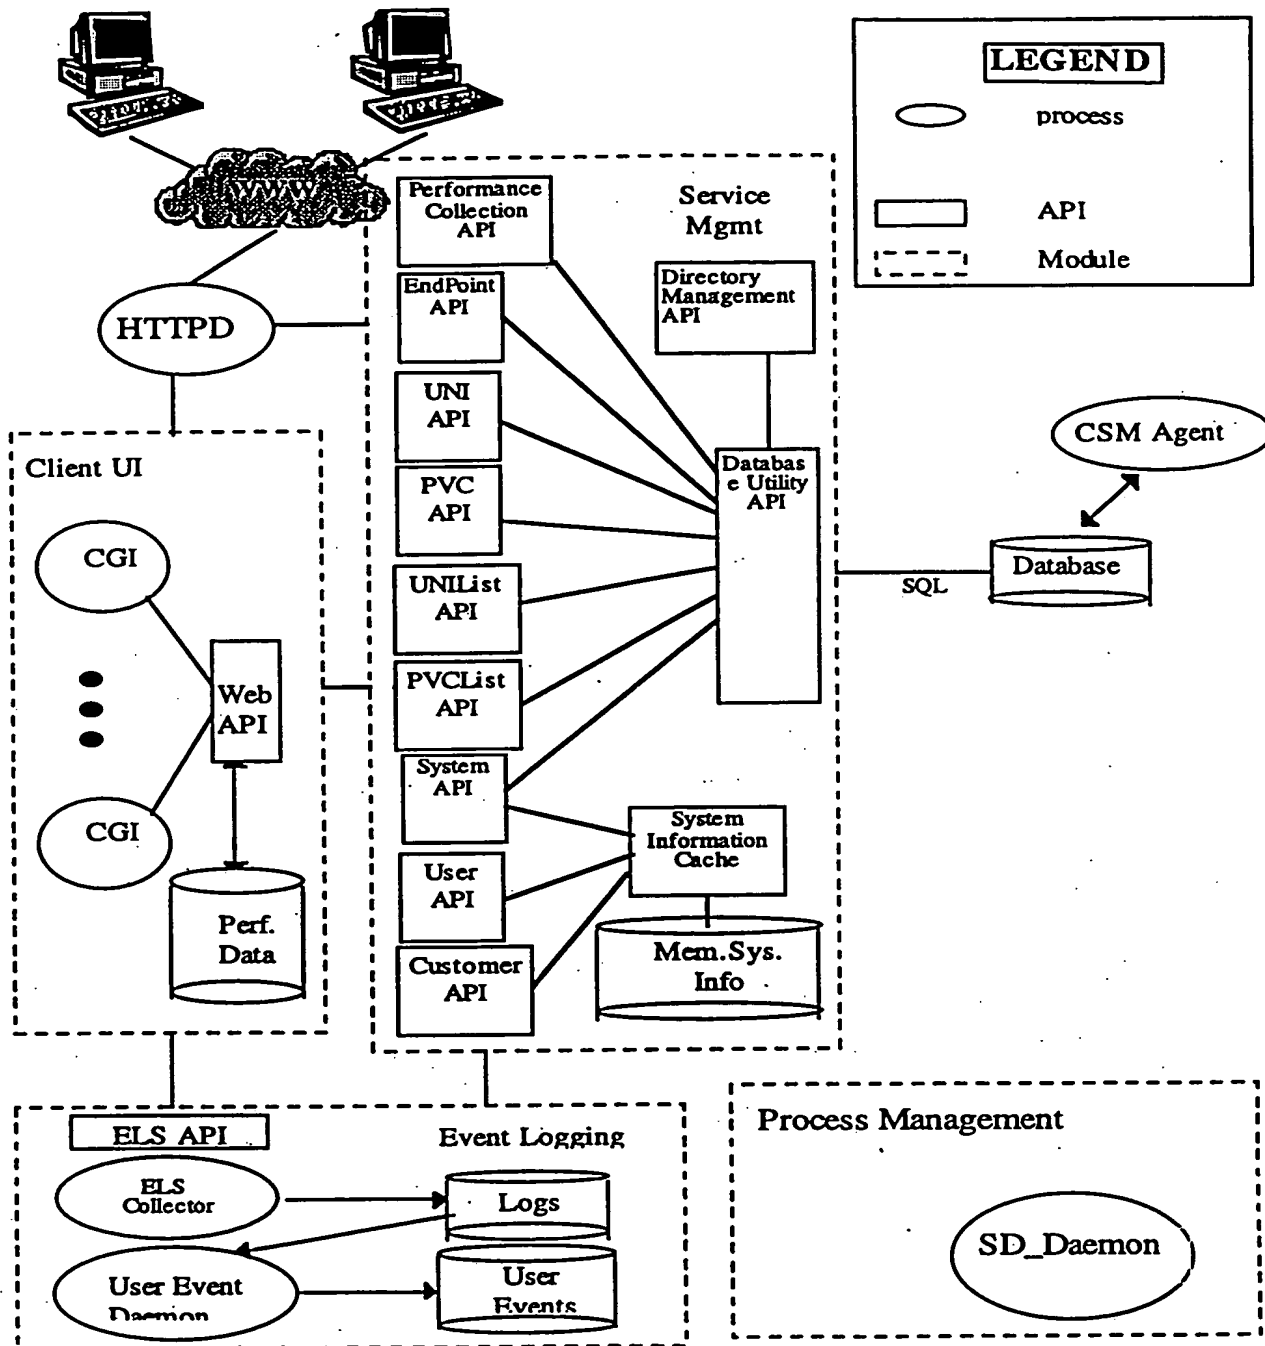 LEGEND
process
API
Module
WWW
HTTPD
Service
Mgmt
Performance
Collection
API
EndPoint
API
UNI
API
PVC
API
UNIList
API
PVCList
API
System
API
User
API
Customer
API
Directory
Management
API
Databas
e Utility
API
System
Information
Cache
Mem.Sys.
Info
SQL
CSM Agent
Database
Client UI
CGI
CGI
Web
API
Perf.
Data
ELS API
Event Logging
ELS
Collector
Logs
User Event
Daemon
User
Events
Process Management
SD_Daemon